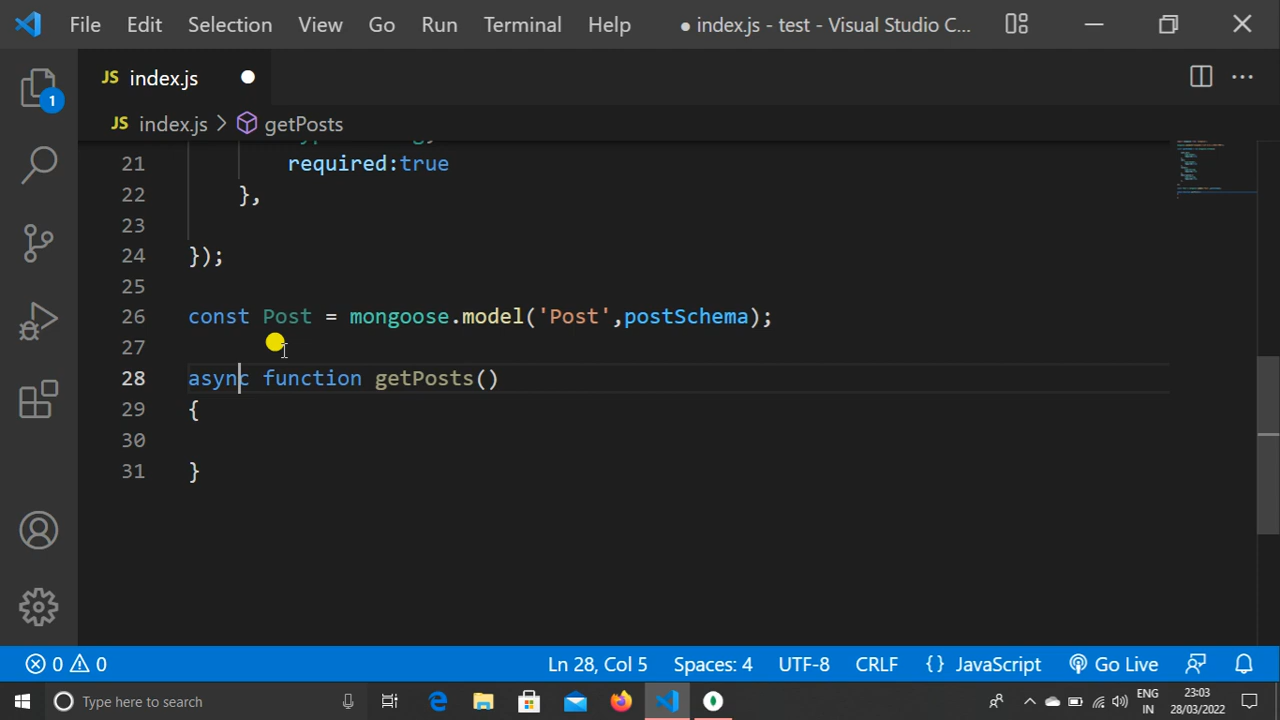 File Edit Selection View Go Run Terminal Help ● index.js - test - Visual Studio C...
JS index.js
1
JS index.js > getPosts
21 required:true
22 },
23
24 });
25
26 const Post = mongoose.model('Post',postSchema);
27
28 async function getPosts()
29 {
30
31 }
0 0 Ln 28, Col 5 Spaces: 4 UTF-8 CRLF {} JavaScript Go Live
Type here to search ENG 23:03
IN 28/03/2022